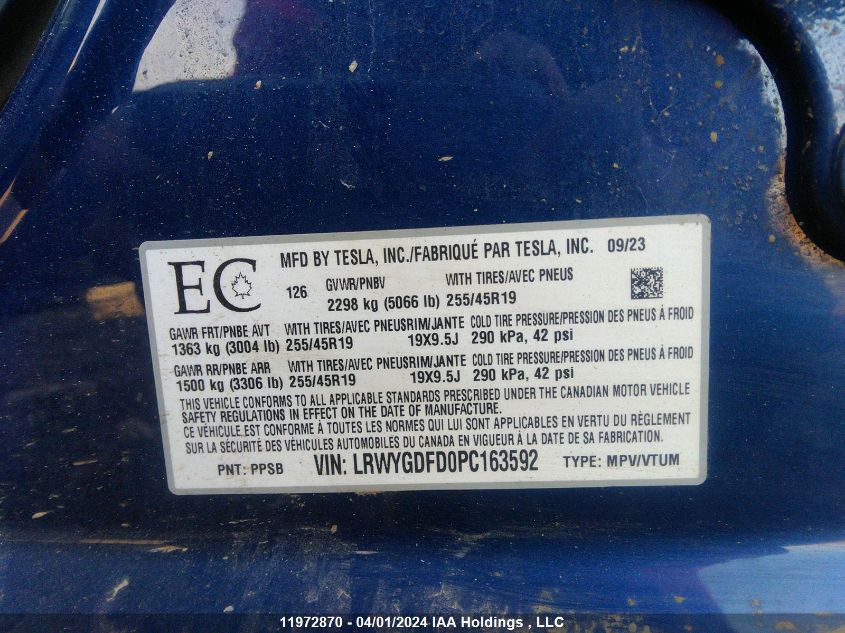 EC
MFD BY TESLA, INC./FABRIQUÉ PAR TESLA, INC. 09/23
126 GVWR/PNBV WITH TIRES/AVEC PNEUS
2298 kg (5066 lb) 255/45R19
GAWR FRT/PNBE AVT WITH TIRES/AVEC PNEUS RIM/JANTE COLD TIRE PRESSURE/PRESSION DES PNEUS À FROID
1363 kg (3004 lb) 255/45R19 19X9.5J 290 kPa, 42 psi
GAWR RR/PNBE ARR WITH TIRES/AVEC PNEUS RIM/JANTE COLD TIRE PRESSURE/PRESSION DES PNEUS À FROID
1500 kg (3306 lb) 255/45R19 19X9.5J 290 kPa, 42 psi
THIS VEHICLE CONFORMS TO ALL APPLICABLE STANDARDS PRESCRIBED UNDER THE CANADIAN MOTOR VEHICLE
SAFETY REGULATIONS IN EFFECT ON THE DATE OF MANUFACTURE.
CE VÉHICULE EST CONFORME À TOUTES LES NORMES QUI LUI SONT APPLICABLES EN VERTU DU RÈGLEMENT
SUR LA SÉCURITÉ DES VÉHICULES AUTOMOBILES DU CANADA EN VIGUEUR À LA DATE DE SA FABRICATION.
PNT: PPSB VIN: LRWYGDFD0PC163592 TYPE: MPV/VTUM
11972870 - 04/01/2024 IAA Holdings , LLC